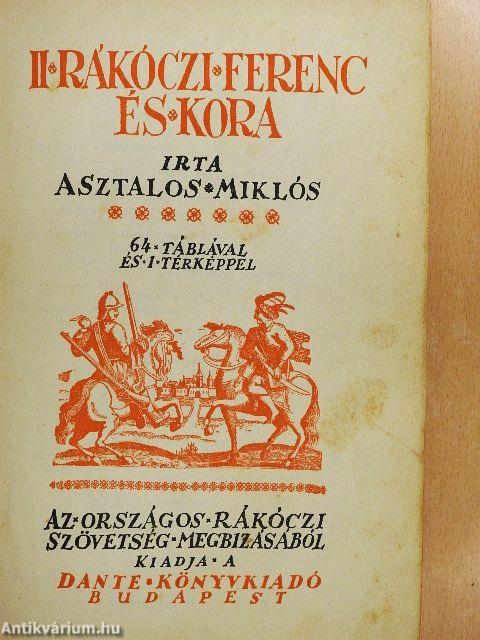 II·RÁKÓCZI·FERENC
ÉS·KORA
IRTA
ASZTALOS MIKLÓS
64·TÁBLÁVAL
ÉS·1·TÉRKÉPPEL
AZ·ORSZÁGOS·RÁKÓCZI
SZÖVETSÉG·MEGBIZÁSÁBÓL
KIADJA·A
DANTE·KÖNYVKIADÓ
BUDAPEST
Antikvárium.hu